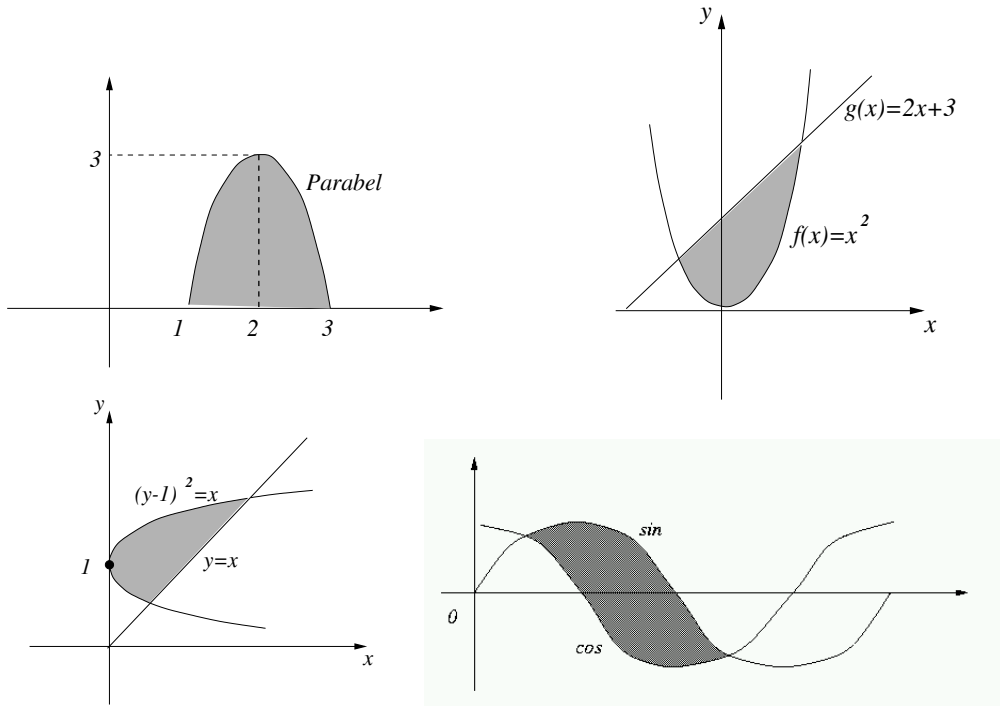 3
Parabel
1 2 3
y
g(x)=2x+3
f(x)=x²
x
y
(y-1)²=x
1
y=x
x
sin
0
cos